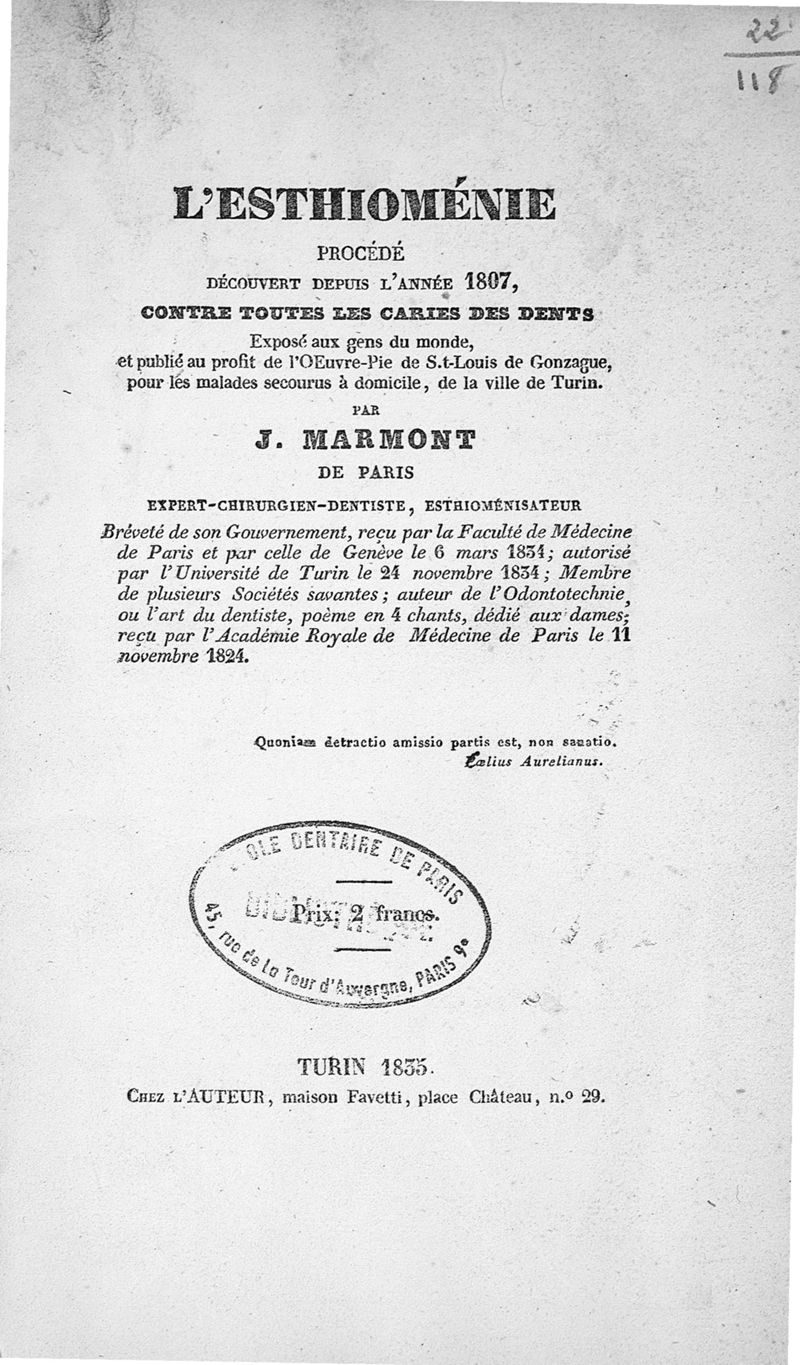 22
118
L'ESTHIOMÉNIE
PROCÉDÉ
DÉCOUVERT DEPUIS L'ANNÉE 1807,
CONTRE TOUTES LES CARIES DES DENTS
Exposé aux gens du monde,
et publié au profit de l'OEuvre-Pie de S.t-Louis de Gonzague,
pour les malades secourus à domicile, de la ville de Turin.
PAR
J. MARMONT
DE PARIS
EXPERT-CHIRURGIEN-DENTISTE, ESTHIOMÉNISATEUR
Bréveté de son Gouvernement, reçu par la Faculté de Médecine
de Paris et par celle de Genève le 6 mars 1834; autorisé
par l'Université de Turin le 24 novembre 1834; Membre
de plusieurs Sociétés savantes; auteur de l'Odontotechnie,
ou l'art du dentiste, poème en 4 chants, dédié aux dames;
reçu par l'Académie Royale de Médecine de Paris le 11
novembre 1824.
Quoniam detractio amissio partis est, non sanatio.
Cœlius Aurelianus.
OLE DENTAIRE DE PARIS
Prix: 2 francs.
45, rue de La Tour d'Auvergne, PARIS 9e
TURIN 1835.
CHEZ L'AUTEUR, maison Favetti, place Château, n.o 29.